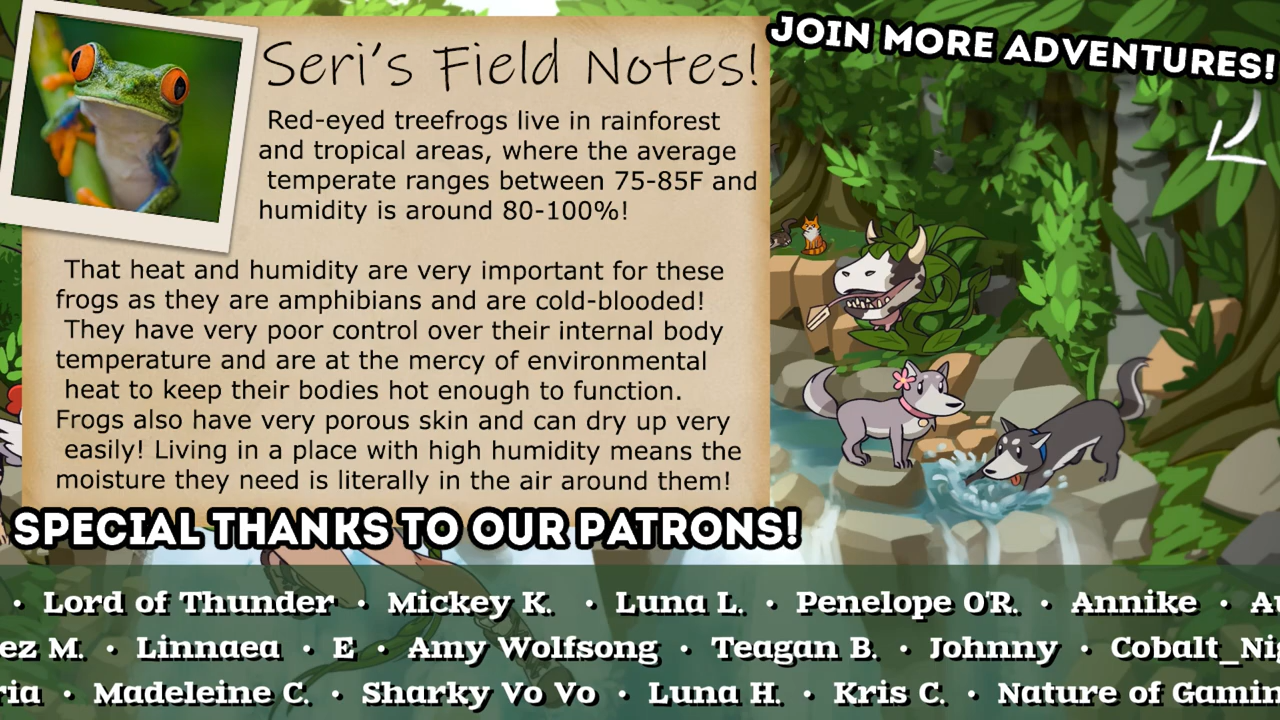 Seri's Field Notes!
JOIN MORE ADVENTURES!
Red-eyed treefrogs live in rainforest
and tropical areas, where the average
temperate ranges between 75-85F and
humidity is around 80-100%!
That heat and humidity are very important for these
frogs as they are amphibians and are cold-blooded!
They have very poor control over their internal body
temperature and are at the mercy of environmental
heat to keep their bodies hot enough to function.
Frogs also have very porous skin and can dry up very
easily! Living in a place with high humidity means the
moisture they need is literally in the air around them!
SPECIAL THANKS TO OUR PATRONS!
• Lord of Thunder • Mickey K. • Luna L. • Penelope O'R. • Annike •
M. • Linnaea • E • Amy Wolfsong • Teagan B. • Johnny •
• Madeleine C. • Sharky Vo Vo • Luna H. • Kris C. • Nature of